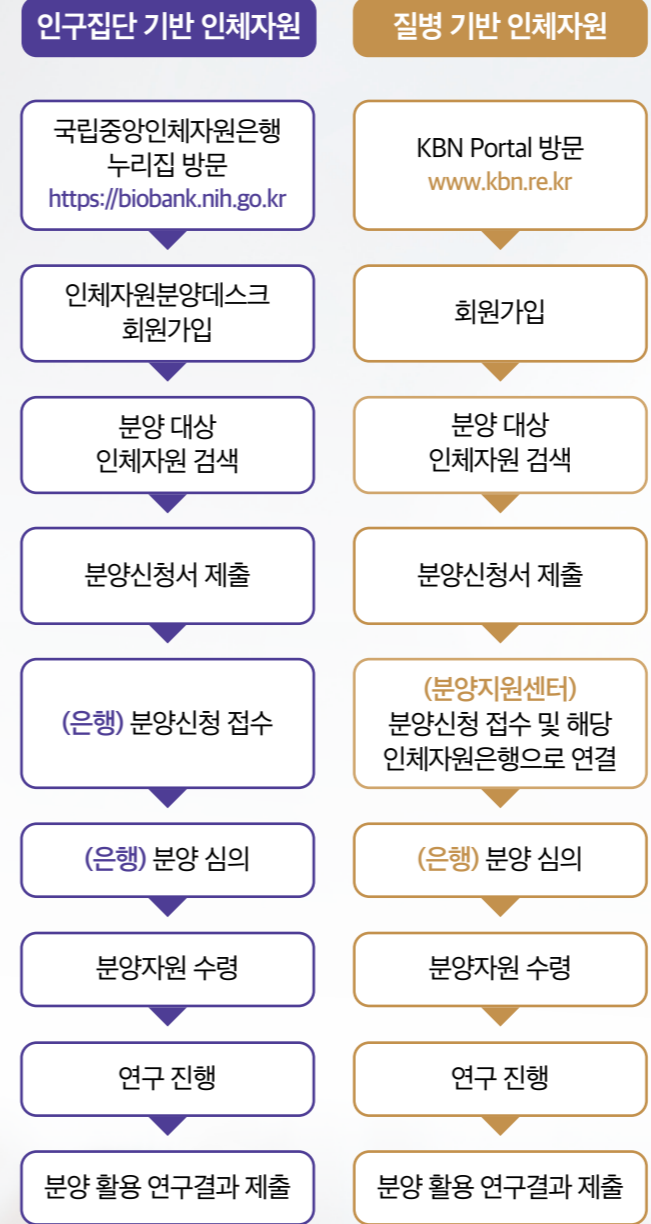 인구집단 기반 인체자원
국립중앙인체자원은행
누리집 방문
https://biobank.nih.go.kr
인체자원분양데스크
회원가입
분양 대상
인체자원 검색
분양신청서 제출
(은행) 분양신청 접수
(은행) 분양 심의
분양자원 수령
연구 진행
분양 활용 연구결과 제출
질병 기반 인체자원
KBN Portal 방문
www.kbn.re.kr
회원가입
분양 대상
인체자원 검색
분양신청서 제출
(분양지원센터)
분양신청 접수 및 해당
인체자원은행으로 연결
(은행) 분양 심의
분양자원 수령
연구 진행
분양 활용 연구결과 제출